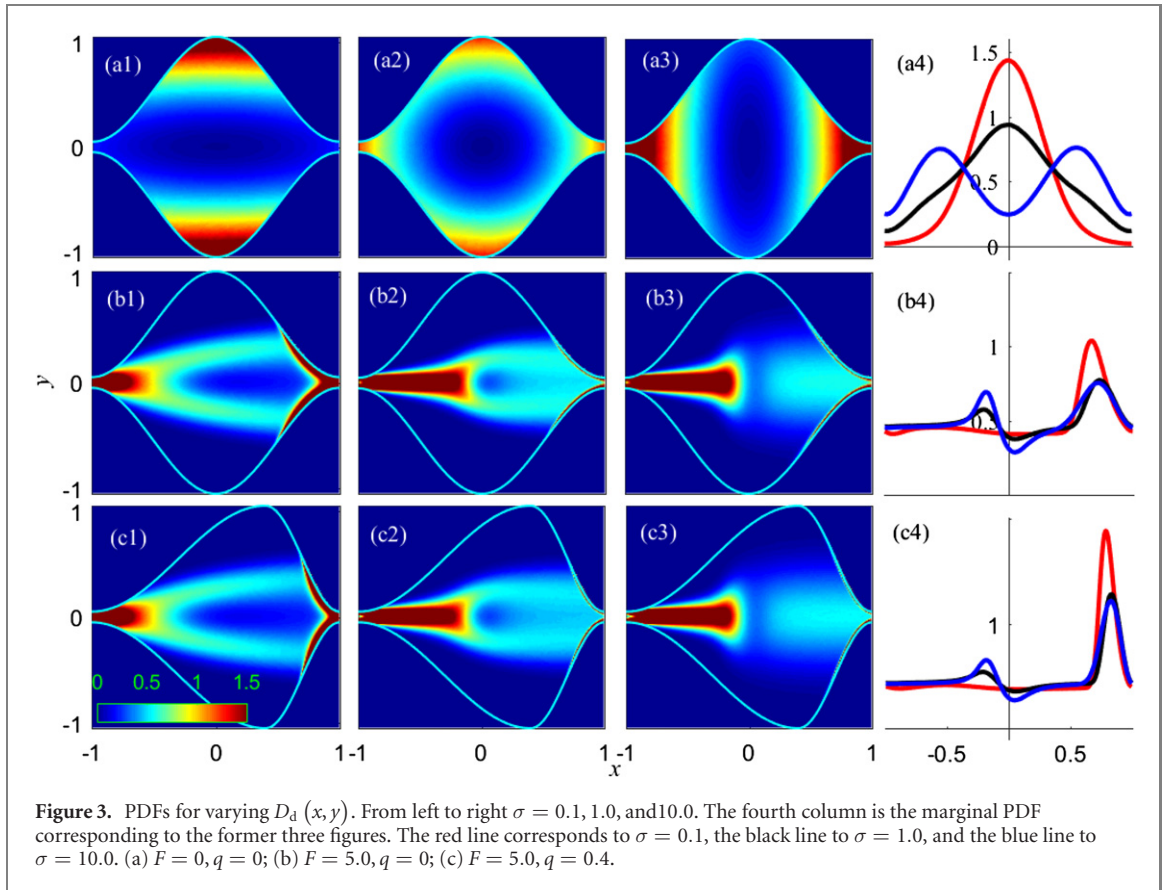 1
(a1)
(a2)
(a3)
(a4)
1.5
1
0.5
0
0
-1
1
(b1)
(b2)
(b3)
(b4)
1
0.5
y
0
-1
1
(c1)
(c2)
(c3)
(c4)
1
0
0 0.5 1 1.5
-1
-1 0 1 -1 0 1 -1 0 1
-0.5 0.5
x
Figure 3. PDFs for varying D_d (x, y). From left to right σ = 0.1, 1.0, and10.0. The fourth column is the marginal PDF
corresponding to the former three figures. The red line corresponds to σ = 0.1, the black line to σ = 1.0, and the blue line to
σ = 10.0. (a) F = 0, q = 0; (b) F = 5.0, q = 0; (c) F = 5.0, q = 0.4.